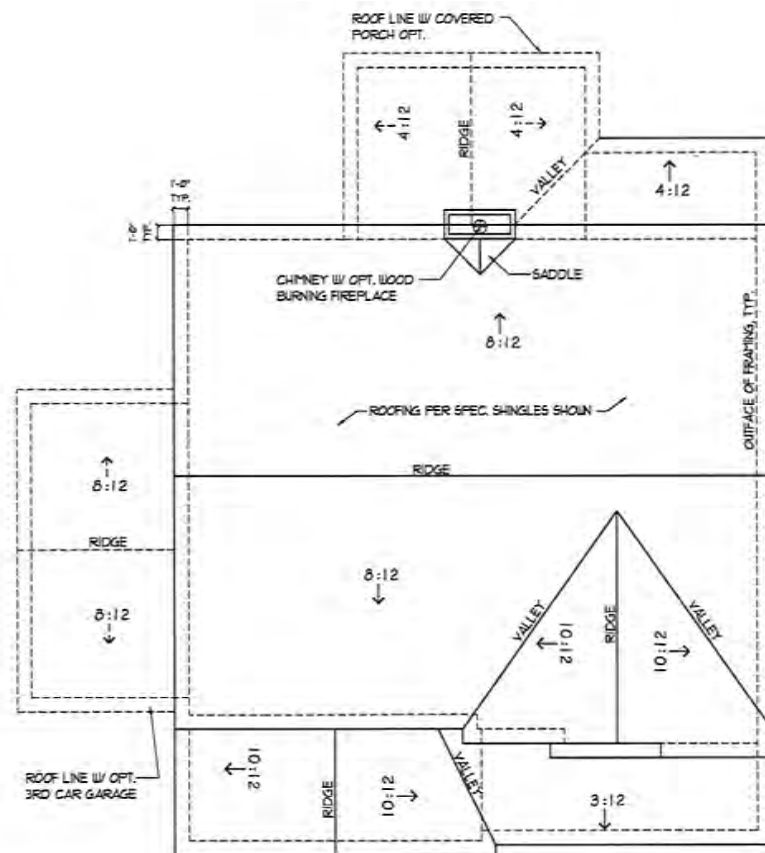 ROOF LINE W/ COVERED
PORCH OPT.
4:12
RIDGE
4:12
VALLEY
4:12
1'-0"
TYP.
1'-0"
TYP.
CHIMNEY W/ OPT. WOOD
BURNING FIREPLACE
SADDLE
8:12
OUTFACE OF FRAMING, TYP.
ROOFING PER SPEC. SHINGLES SHOWN
RIDGE
8:12
RIDGE
8:12
8:12
VALLEY
10:12
RIDGE
10:12
VALLEY
ROOF LINE W/ OPT.
3RD CAR GARAGE
10:12
RIDGE
10:12
VALLEY
3:12